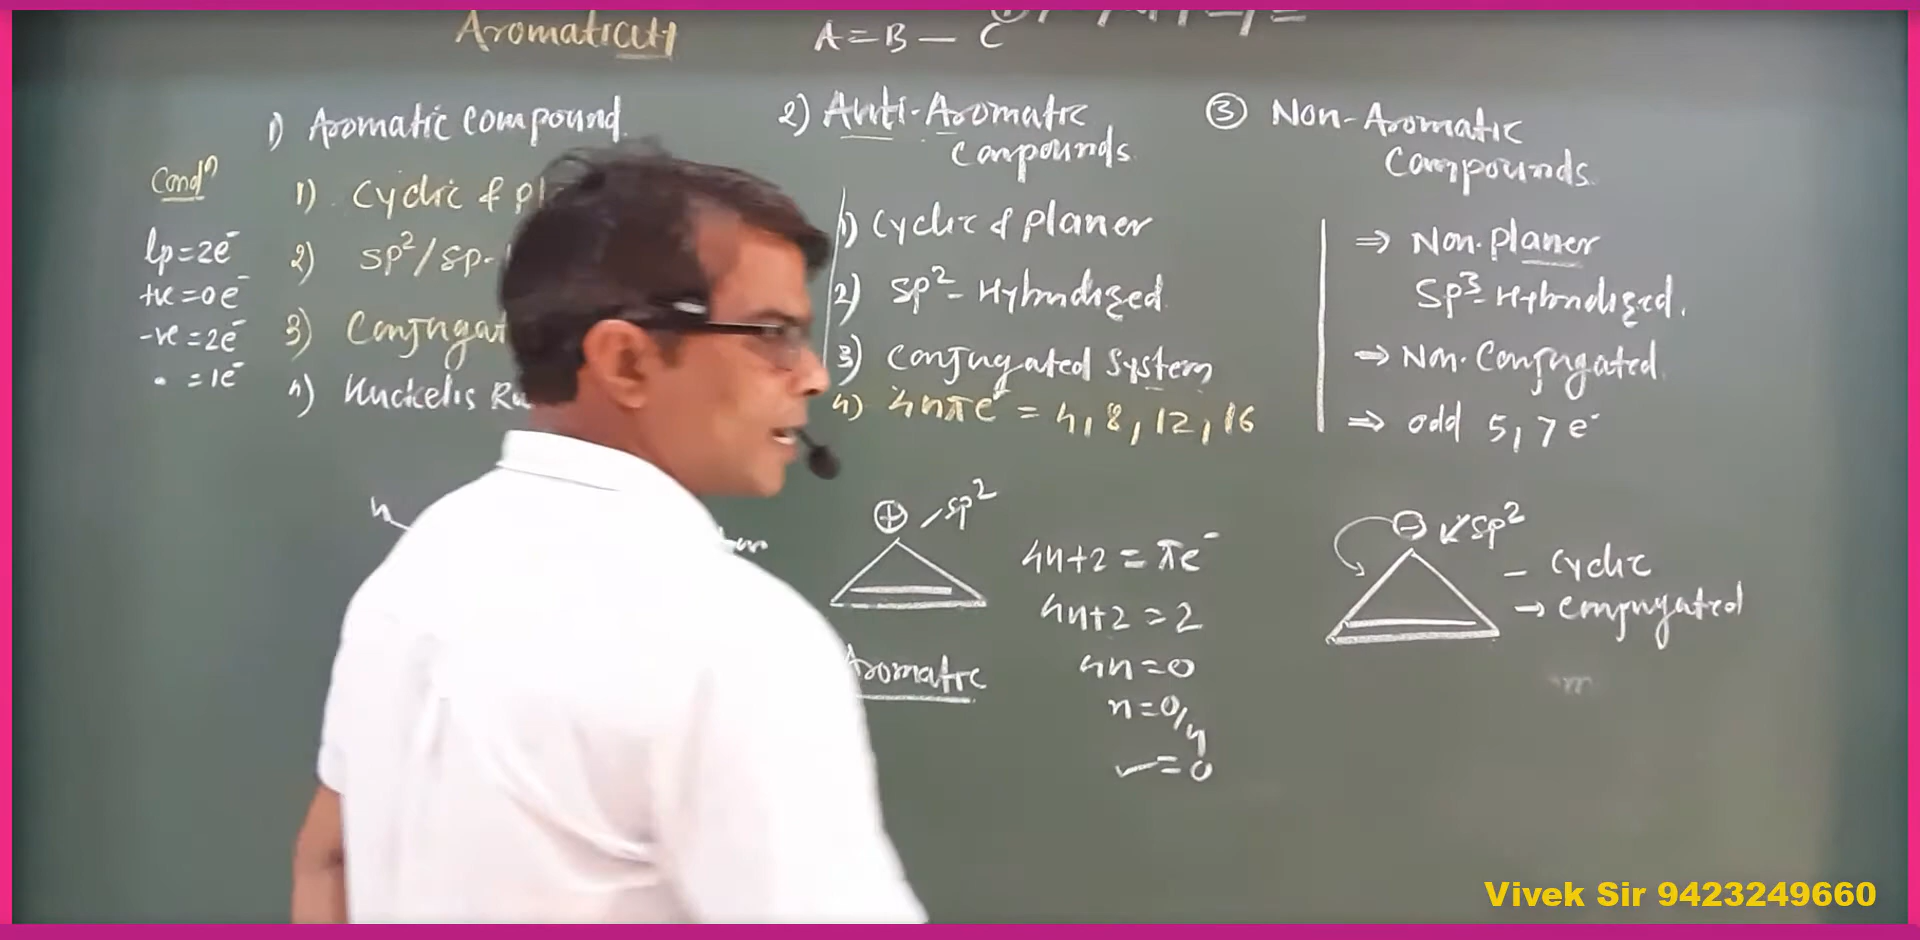 Aromaticity
A=B-C
1) Aromatic Compound
Condn
1) Cyclic & pl
lp=2e-
2) sp2/sp-
+ve=0e-
-ve=2e-
3) Conjugat
• =1e-
4) Huckel's Ru
2) Anti-Aromatic
Compounds
1) Cyclic & planer
2) sp2-Hybridized
3) Conjugated System
4) 4nπe- = 4, 8, 12, 16
③ Non-Aromatic
Compounds
⇒ Non-planer
Sp3-Hybridized.
→ Non-Conjugated
⇒ odd 5, 7 e-
⊕ sp2
Aromatic
4n+2 = πe-
4n+2 = 2
4n=0
n=0/4
=0
⊖ sp2
- Cyclic
→ Conjugated
Vivek Sir 9423249660